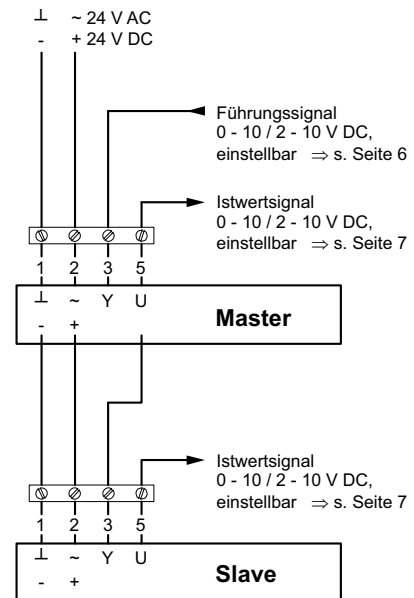 ⊥ ~ 24 V AC
- + 24 V DC
Führungssignal
0 - 10 / 2 - 10 V DC,
einstellbar ⇒ s. Seite 6
Istwertsignal
0 - 10 / 2 - 10 V DC,
einstellbar ⇒ s. Seite 7
1 2 3 5
⊥ ~ Y U
- +
Master
Istwertsignal
0 - 10 / 2 - 10 V DC,
einstellbar ⇒ s. Seite 7
1 2 3 5
⊥ ~ Y U
- +
Slave